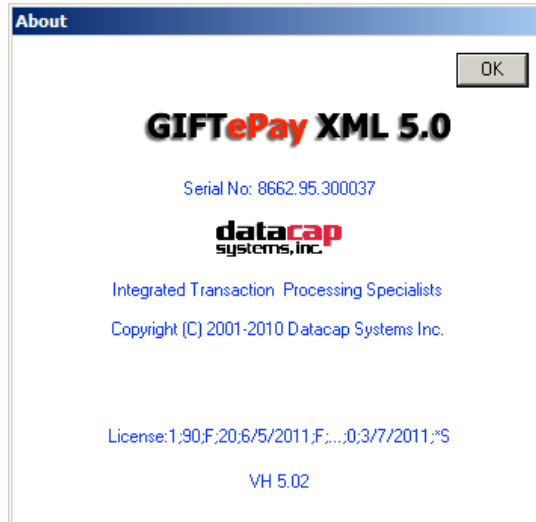 About
OK
GIFTePay XML 5.0
Serial No: 8662.95.300037
datacap
systems, inc.
Integrated Transaction Processing Specialists
Copyright (C) 2001-2010 Datacap Systems Inc.
License:1;90;F;20;6/5/2011;F;...;0;3/7/2011;*S
VH 5.02